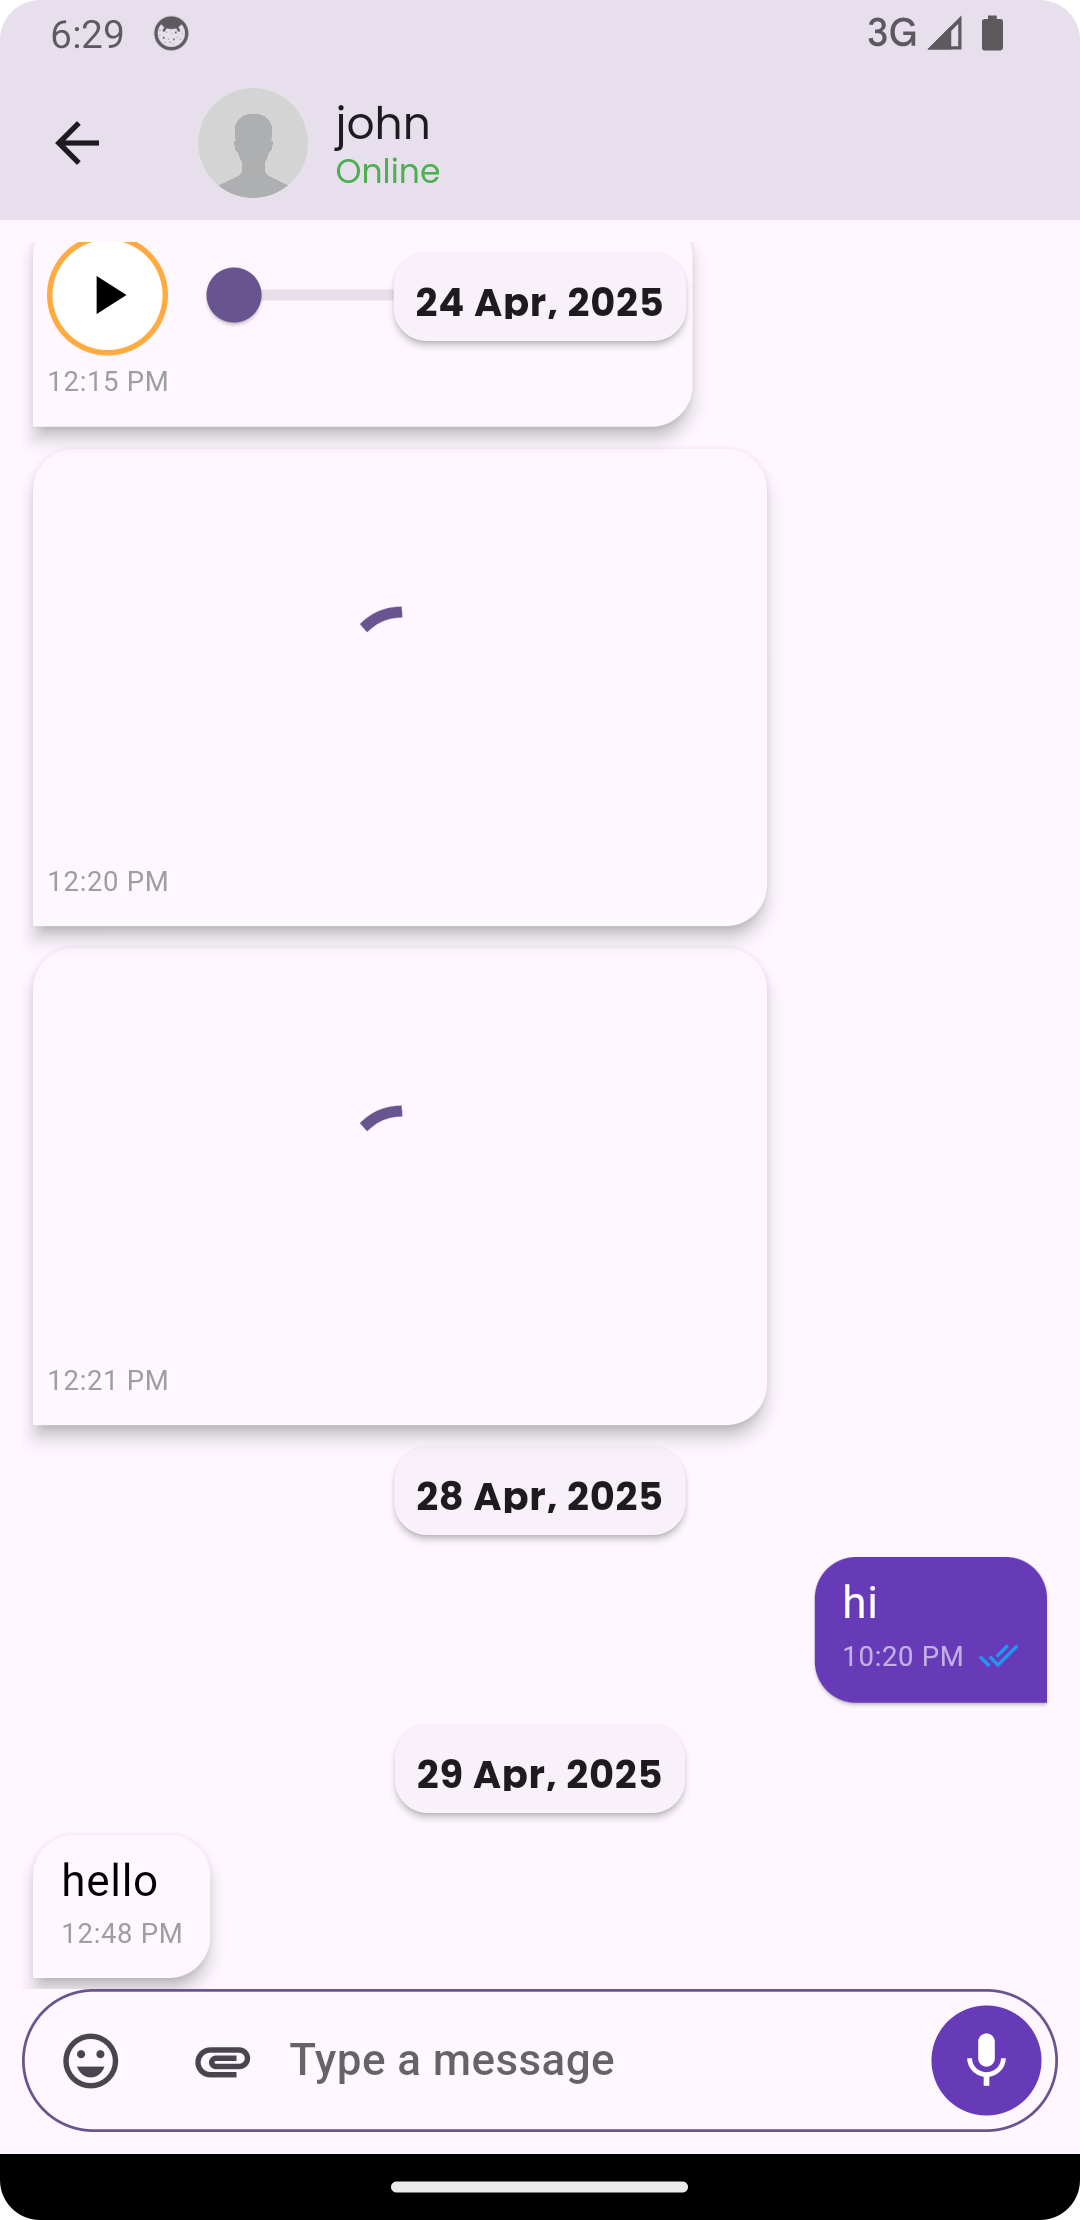 6:29
3G
john
Online
24 Apr, 2025
12:15 PM
12:20 PM
12:21 PM
28 Apr, 2025
hi
10:20 PM
29 Apr, 2025
hello
12:48 PM
Type a message